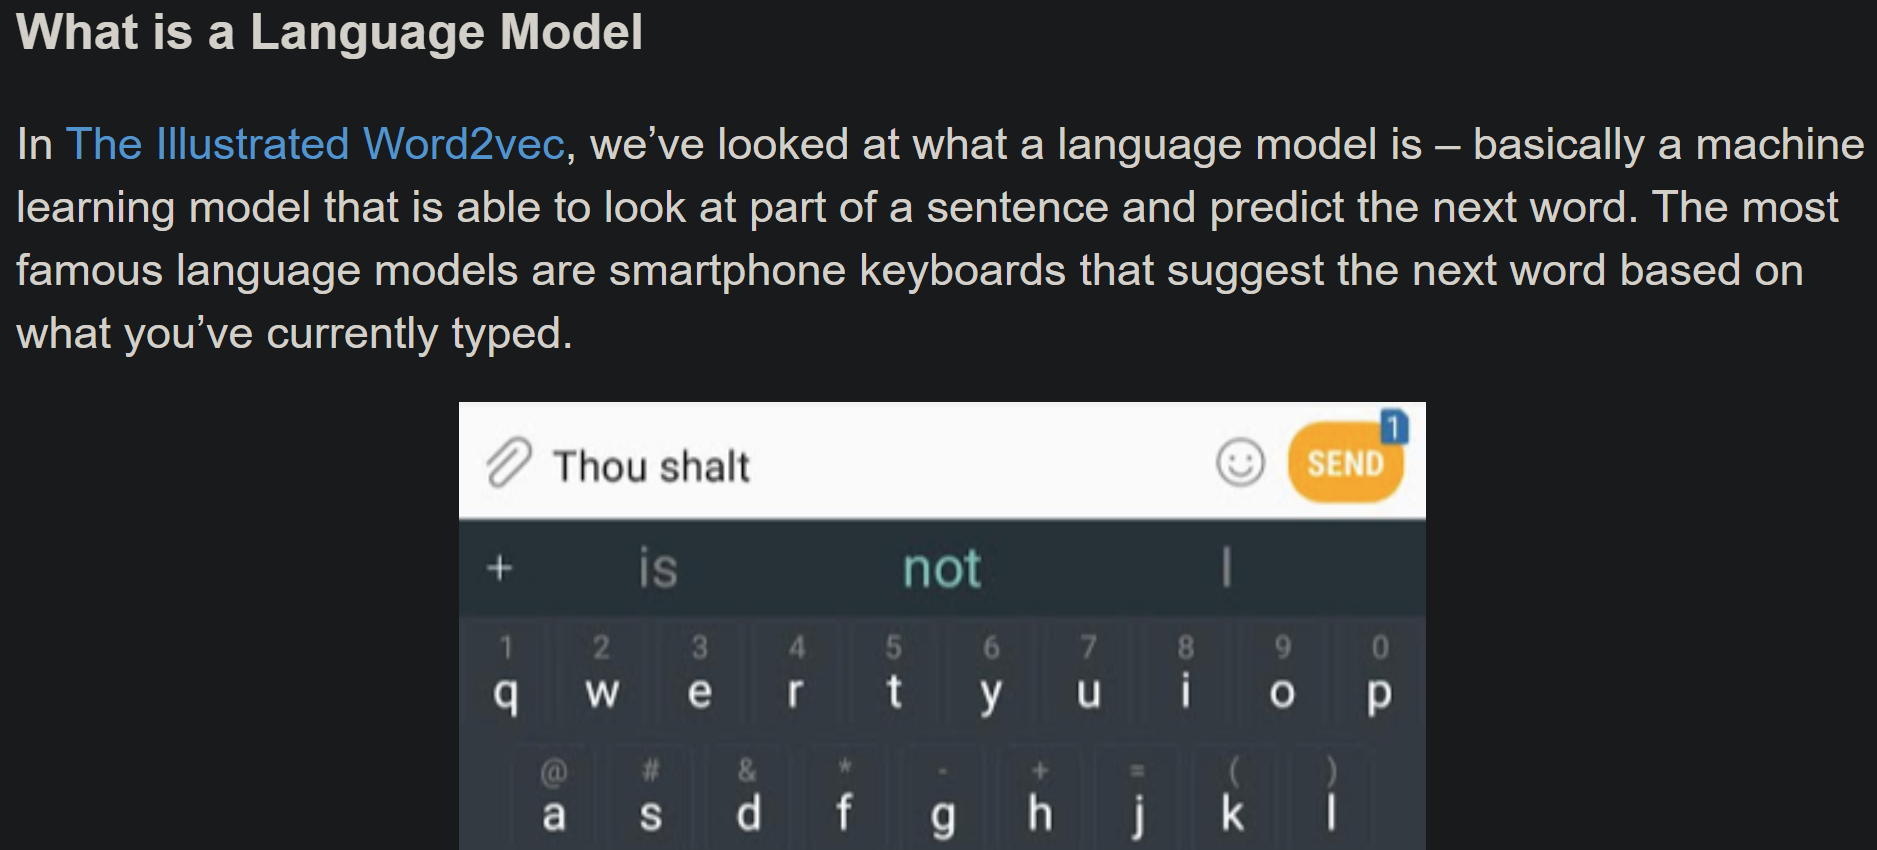 What is a Language Model
In The Illustrated Word2vec, we’ve looked at what a language model is – basically a machine
learning model that is able to look at part of a sentence and predict the next word. The most
famous language models are smartphone keyboards that suggest the next word based on
what you’ve currently typed.
Thou shalt SEND 1
+ is not I
1 2 3 4 5 6 7 8 9 0
q w e r t y u i o p
@ # & * - + = ( )
a s d f g h j k l